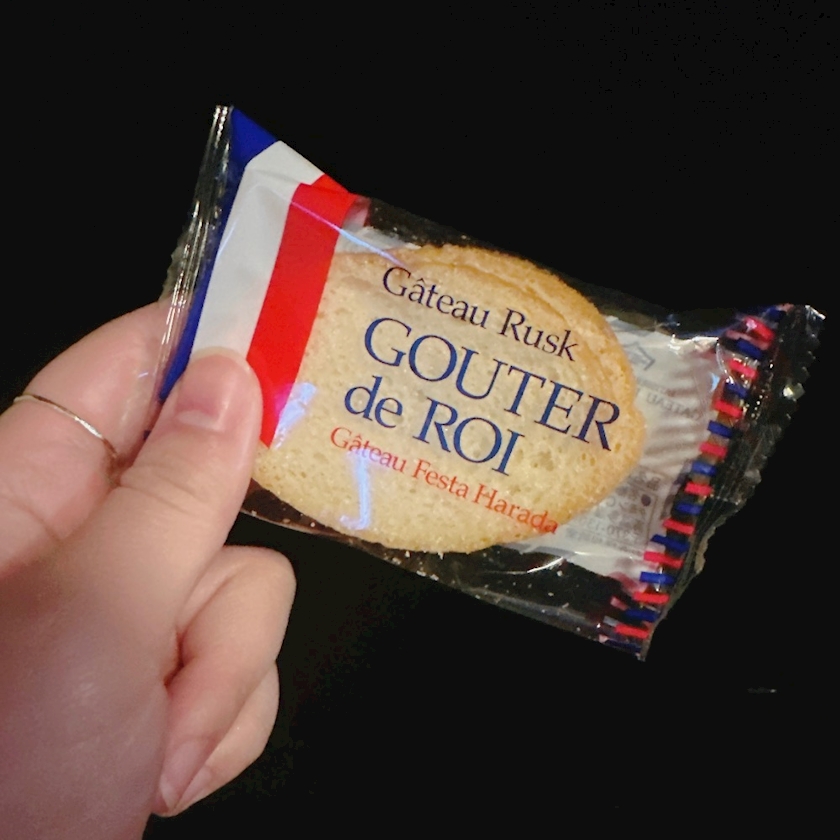 Gâteau Rusk
GOUTER
de ROI
Gâteau Festa Harada